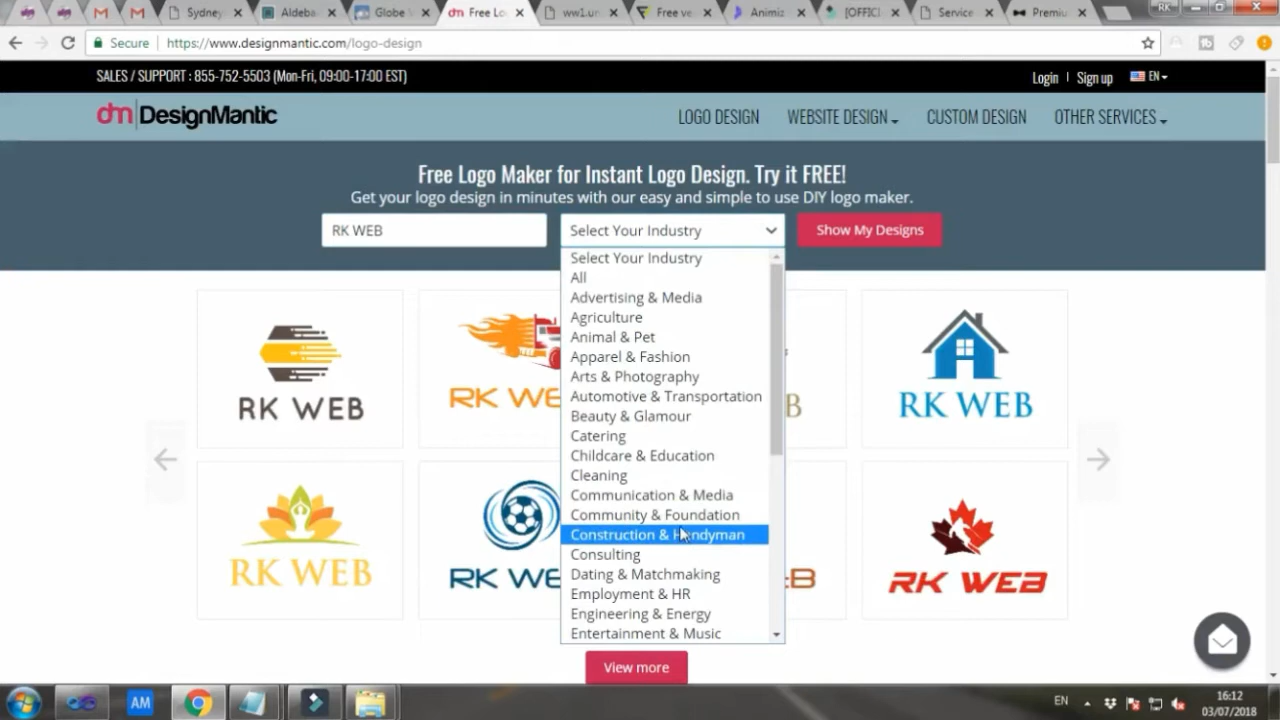 Sydney
Aldeba
Globe
Free Lo
ww1.un
Free ve
Animiz
[OFFICI
Service
Premiu
RK
Secure
https://www.designmantic.com/logo-design
SALES / SUPPORT : 855-752-5503 (Mon-Fri, 09:00-17:00 EST)
Login | Sign up
EN
dm DesignMantic
LOGO DESIGN
WEBSITE DESIGN
CUSTOM DESIGN
OTHER SERVICES
Free Logo Maker for Instant Logo Design. Try it FREE!
Get your logo design in minutes with our easy and simple to use DIY logo maker.
RK WEB
Select Your Industry
Show My Designs
Select Your Industry
All
Advertising & Media
Agriculture
Animal & Pet
Apparel & Fashion
Arts & Photography
Automotive & Transportation
Beauty & Glamour
Catering
Childcare & Education
Cleaning
Communication & Media
Community & Foundation
Construction & Handyman
Consulting
Dating & Matchmaking
Employment & HR
Engineering & Energy
Entertainment & Music
RK WEB
RK WE
B
RK WEB
RK WEB
RK WE
B
RK WEB
View more
AM
EN
16:12
03/07/2018